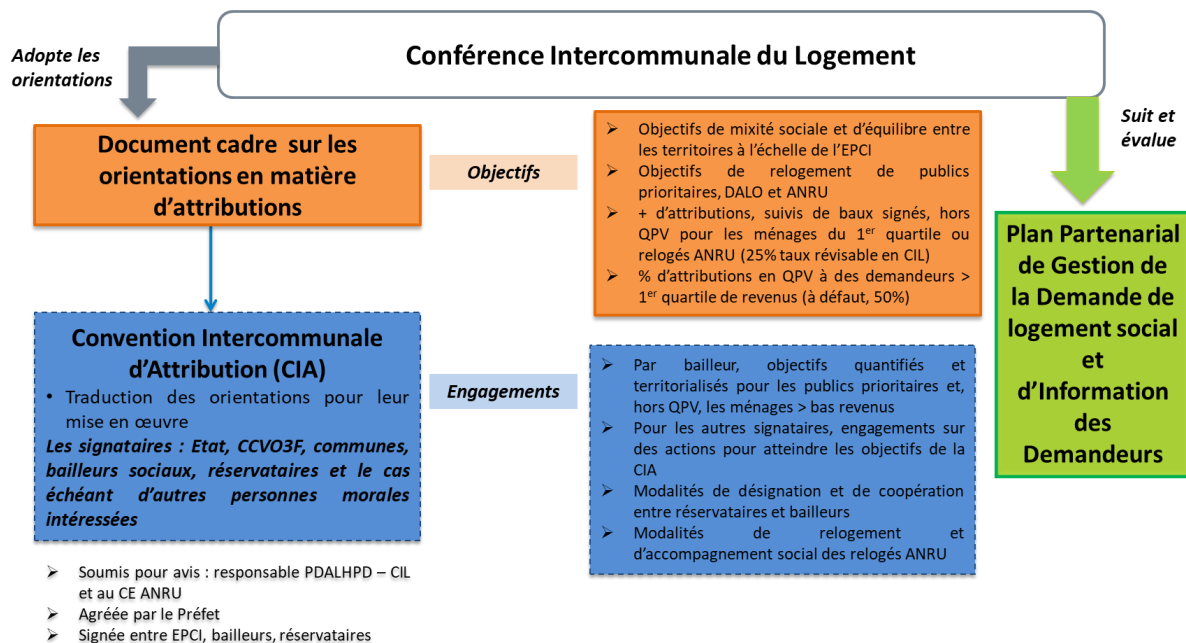 Conférence Intercommunale du Logement
Adopte les
orientations
Suit et
évalue
Document cadre sur les
orientations en matière
d’attributions
Objectifs
➢ Objectifs de mixité sociale et d’équilibre entre
les territoires à l’échelle de l’EPCI
➢ Objectifs de relogement de publics
prioritaires, DALO et ANRU
➢ + d’attributions, suivis de baux signés, hors
QPV pour les ménages du 1er quartile ou
relogés ANRU (25% taux révisable en CIL)
➢ % d’attributions en QPV à des demandeurs >
1er quartile de revenus (à défaut, 50%)
Convention Intercommunale
d’Attribution (CIA)
• Traduction des orientations pour leur
mise en œuvre
Les signataires : Etat, CCVO3F, communes,
bailleurs sociaux, réservataires et le cas
échéant d’autres personnes morales
intéressées
Engagements
➢ Par bailleur, objectifs quantifiés et
territorialisés pour les publics prioritaires et,
hors QPV, les ménages > bas revenus
➢ Pour les autres signataires, engagements sur
des actions pour atteindre les objectifs de la
CIA
➢ Modalités de désignation et de coopération
entre réservataires et bailleurs
➢ Modalités de relogement et
d’accompagnement social des relogés ANRU
Plan Partenarial
de Gestion de
la Demande de
logement social
et
d’Information
des
Demandeurs
➢ Soumis pour avis : responsable PDALHPD – CIL
et au CE ANRU
➢ Agréée par le Préfet
➢ Signée entre EPCI, bailleurs, réservataires